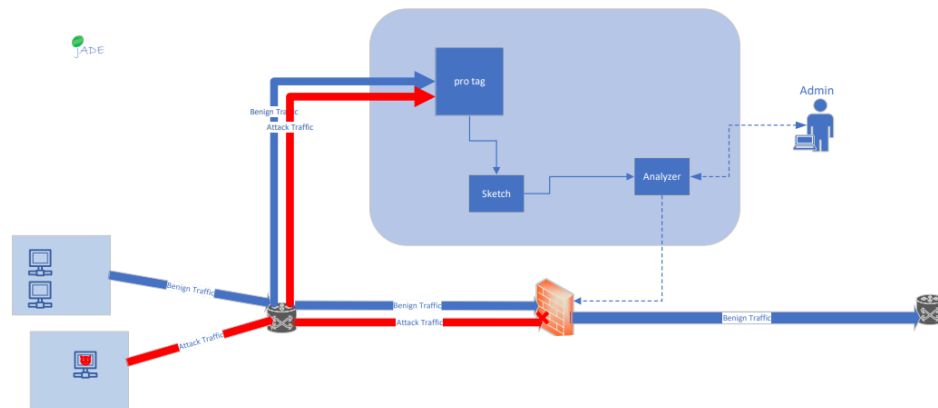 JADE
pro tag
Admin
Benign Traffic
Attack Traffic
Sketch
Analyzer
Benign Traffic
Benign Traffic
Attack Traffic
Benign Traffic
Attack Traffic